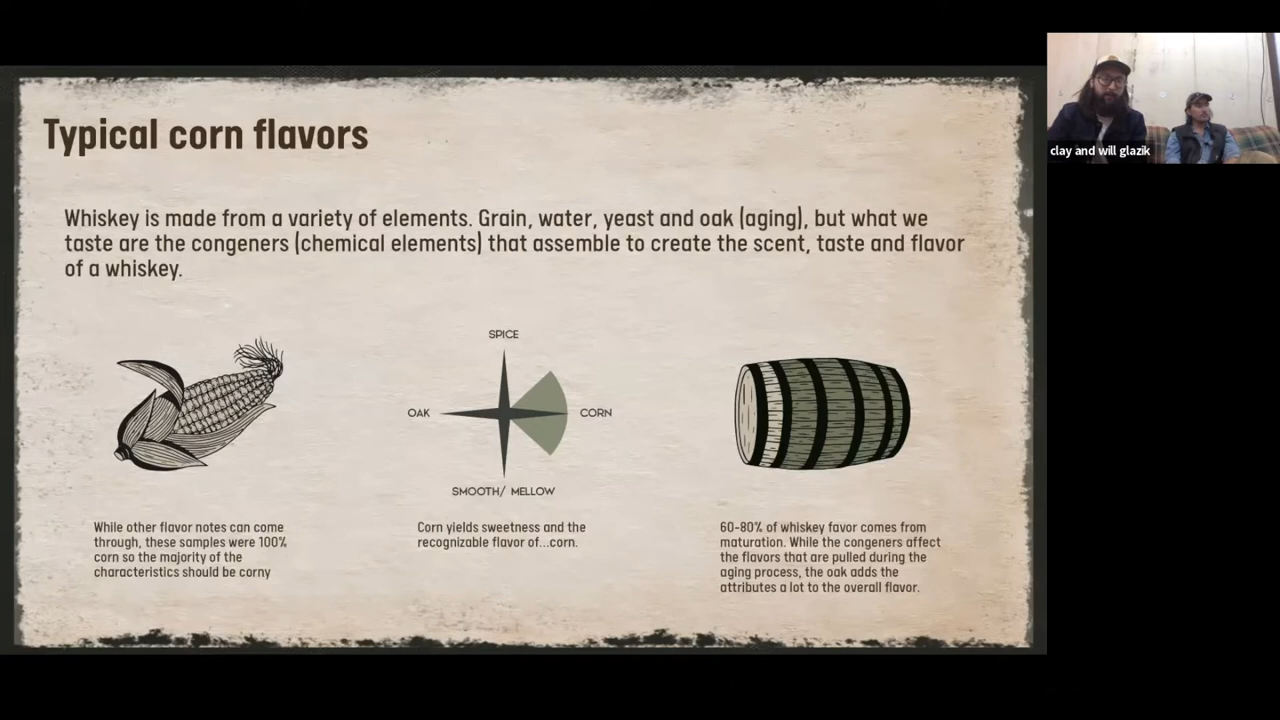 Typical corn flavors
Whiskey is made from a variety of elements. Grain, water, yeast and oak (aging), but what we
taste are the congeners (chemical elements) that assemble to create the scent, taste and flavor
of a whiskey.
SPICE
OAK
CORN
SMOOTH/ MELLOW
While other flavor notes can come
through, these samples were 100%
corn so the majority of the
characteristics should be corny
Corn yields sweetness and the
recognizable flavor of...corn.
60-80% of whiskey favor comes from
maturation. While the congeners affect
the flavors that are pulled during the
aging process, the oak adds the
attributes a lot to the overall flavor.
clay and will glazik